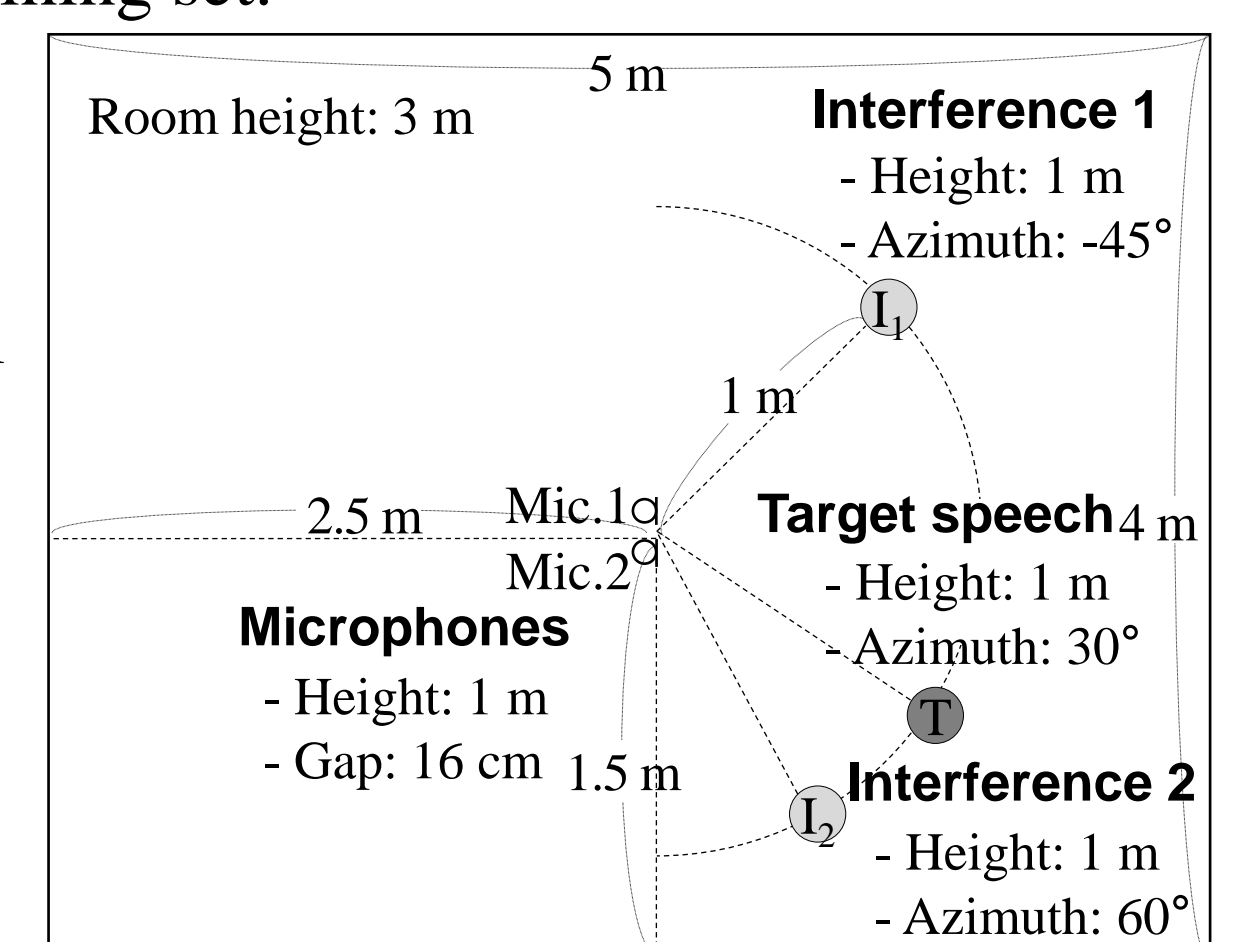 5 m
Room height: 3 m
Interference 1
- Height: 1 m
- Azimuth: -45°
I1
1 m
2.5 m
Mic.1
Mic.2
Target speech
4 m
- Height: 1 m
- Azimuth: 30°
T
Microphones
- Height: 1 m
- Gap: 16 cm
1.5 m
Interference 2
I2
- Height: 1 m
- Azimuth: 60°